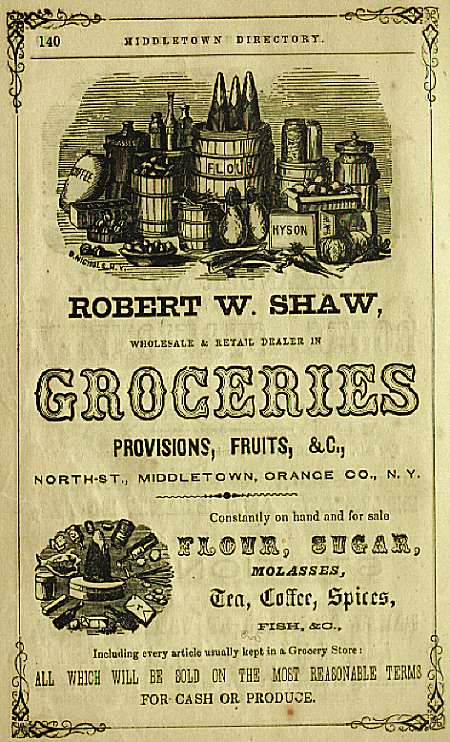 140 MIDDLETOWN DIRECTORY.
COFFEE
FLOUR
HYSON
ROBERT W. SHAW,
WHOLESALE & RETAIL DEALER IN
GROCERIES
PROVISIONS, FRUITS, &C.,
NORTH-ST., MIDDLETOWN, ORANGE CO., N. Y.
Constantly on hand and for sale
FLOUR, SUGAR,
MOLASSES,
Tea, Coffee, Spices,
FISH, &C.,
Including every article usually kept in a Grocery Store:
ALL WHICH WILL BE SOLD ON THE MOST REASONABLE TERMS
FOR CASH OR PRODUCE.